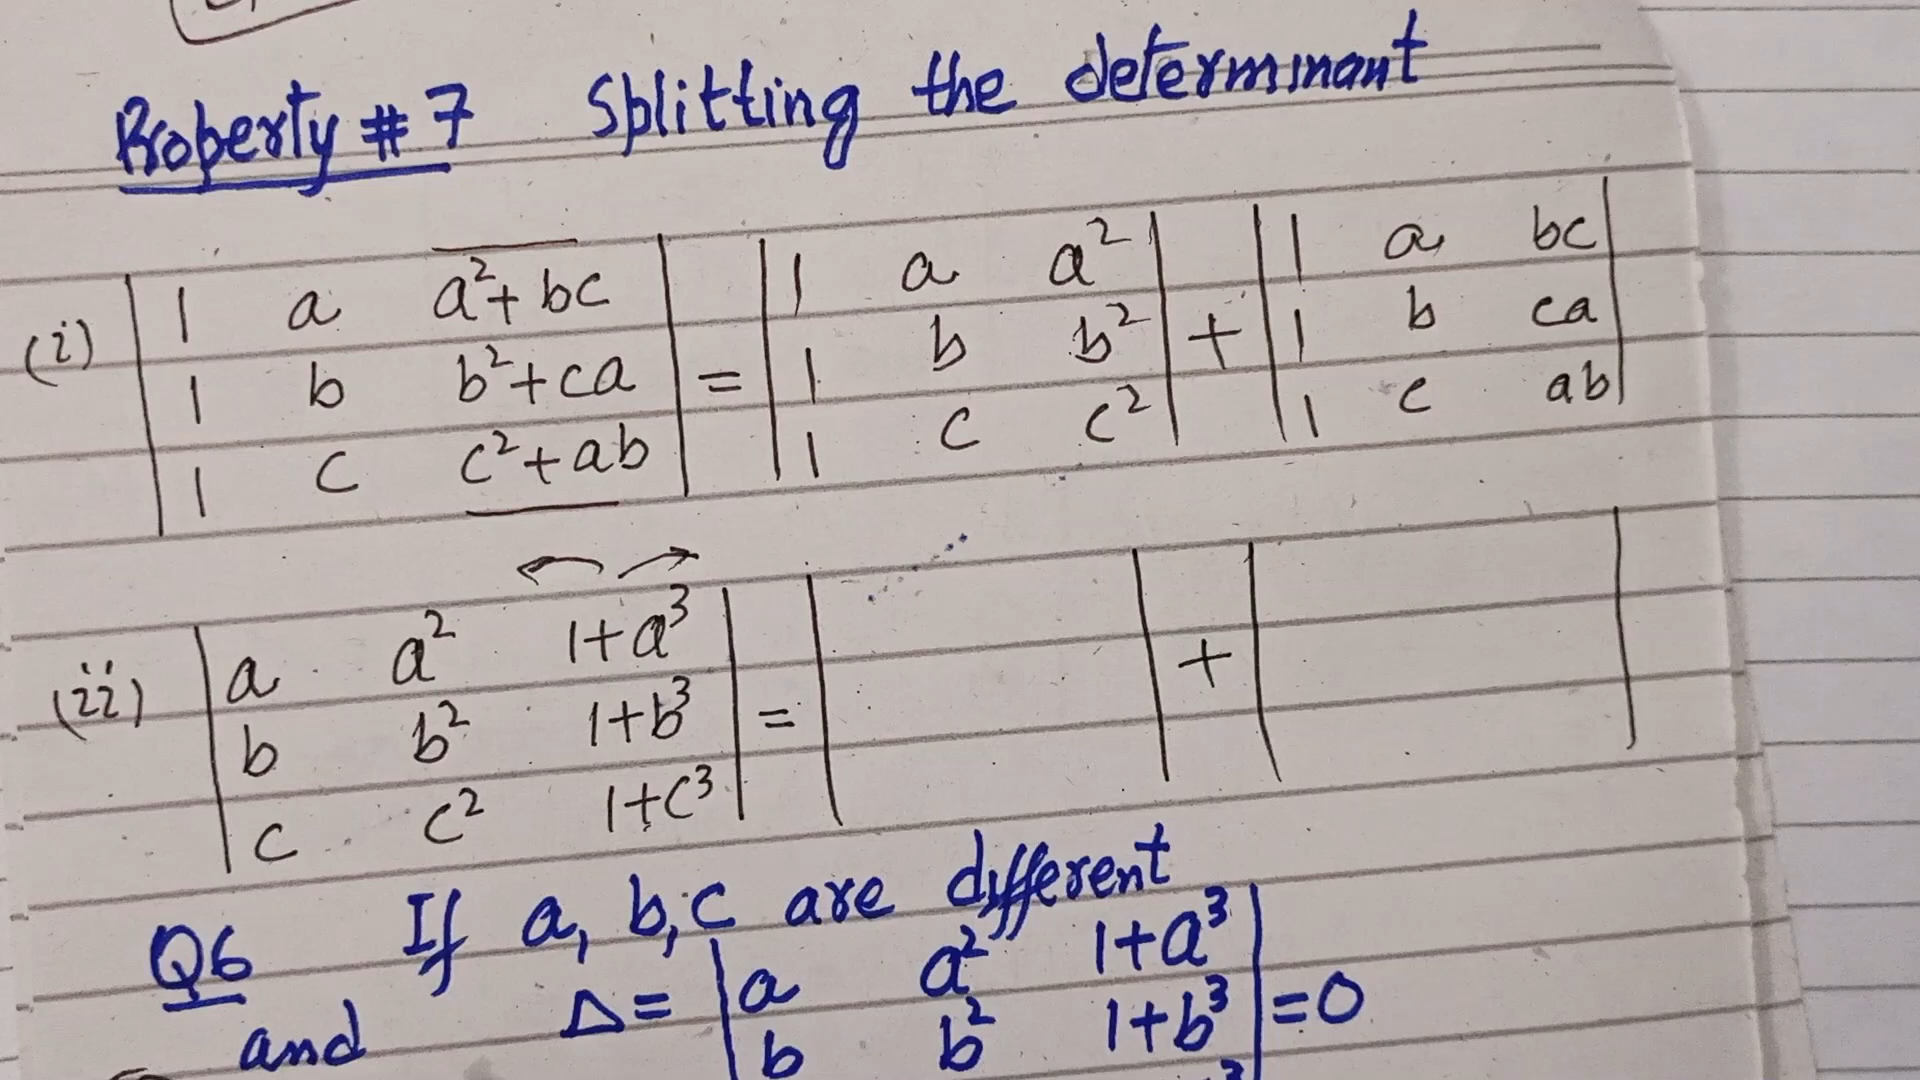 Property # 7 Splitting the determinant
(i) | 1 a a²+bc | = | 1 a a² | + | 1 a bc |
| 1 b b²+ca | | 1 b b² | | 1 b ca |
| 1 c c²+ab | | 1 c c² | | 1 c ab |
(ii) | a a² 1+a³ | = | | + | |
| b b² 1+b³ |
| c c² 1+c³ |
Q6 If a, b, c are different
and Δ = | a a² 1+a³ | = 0
| b b² 1+b³ |